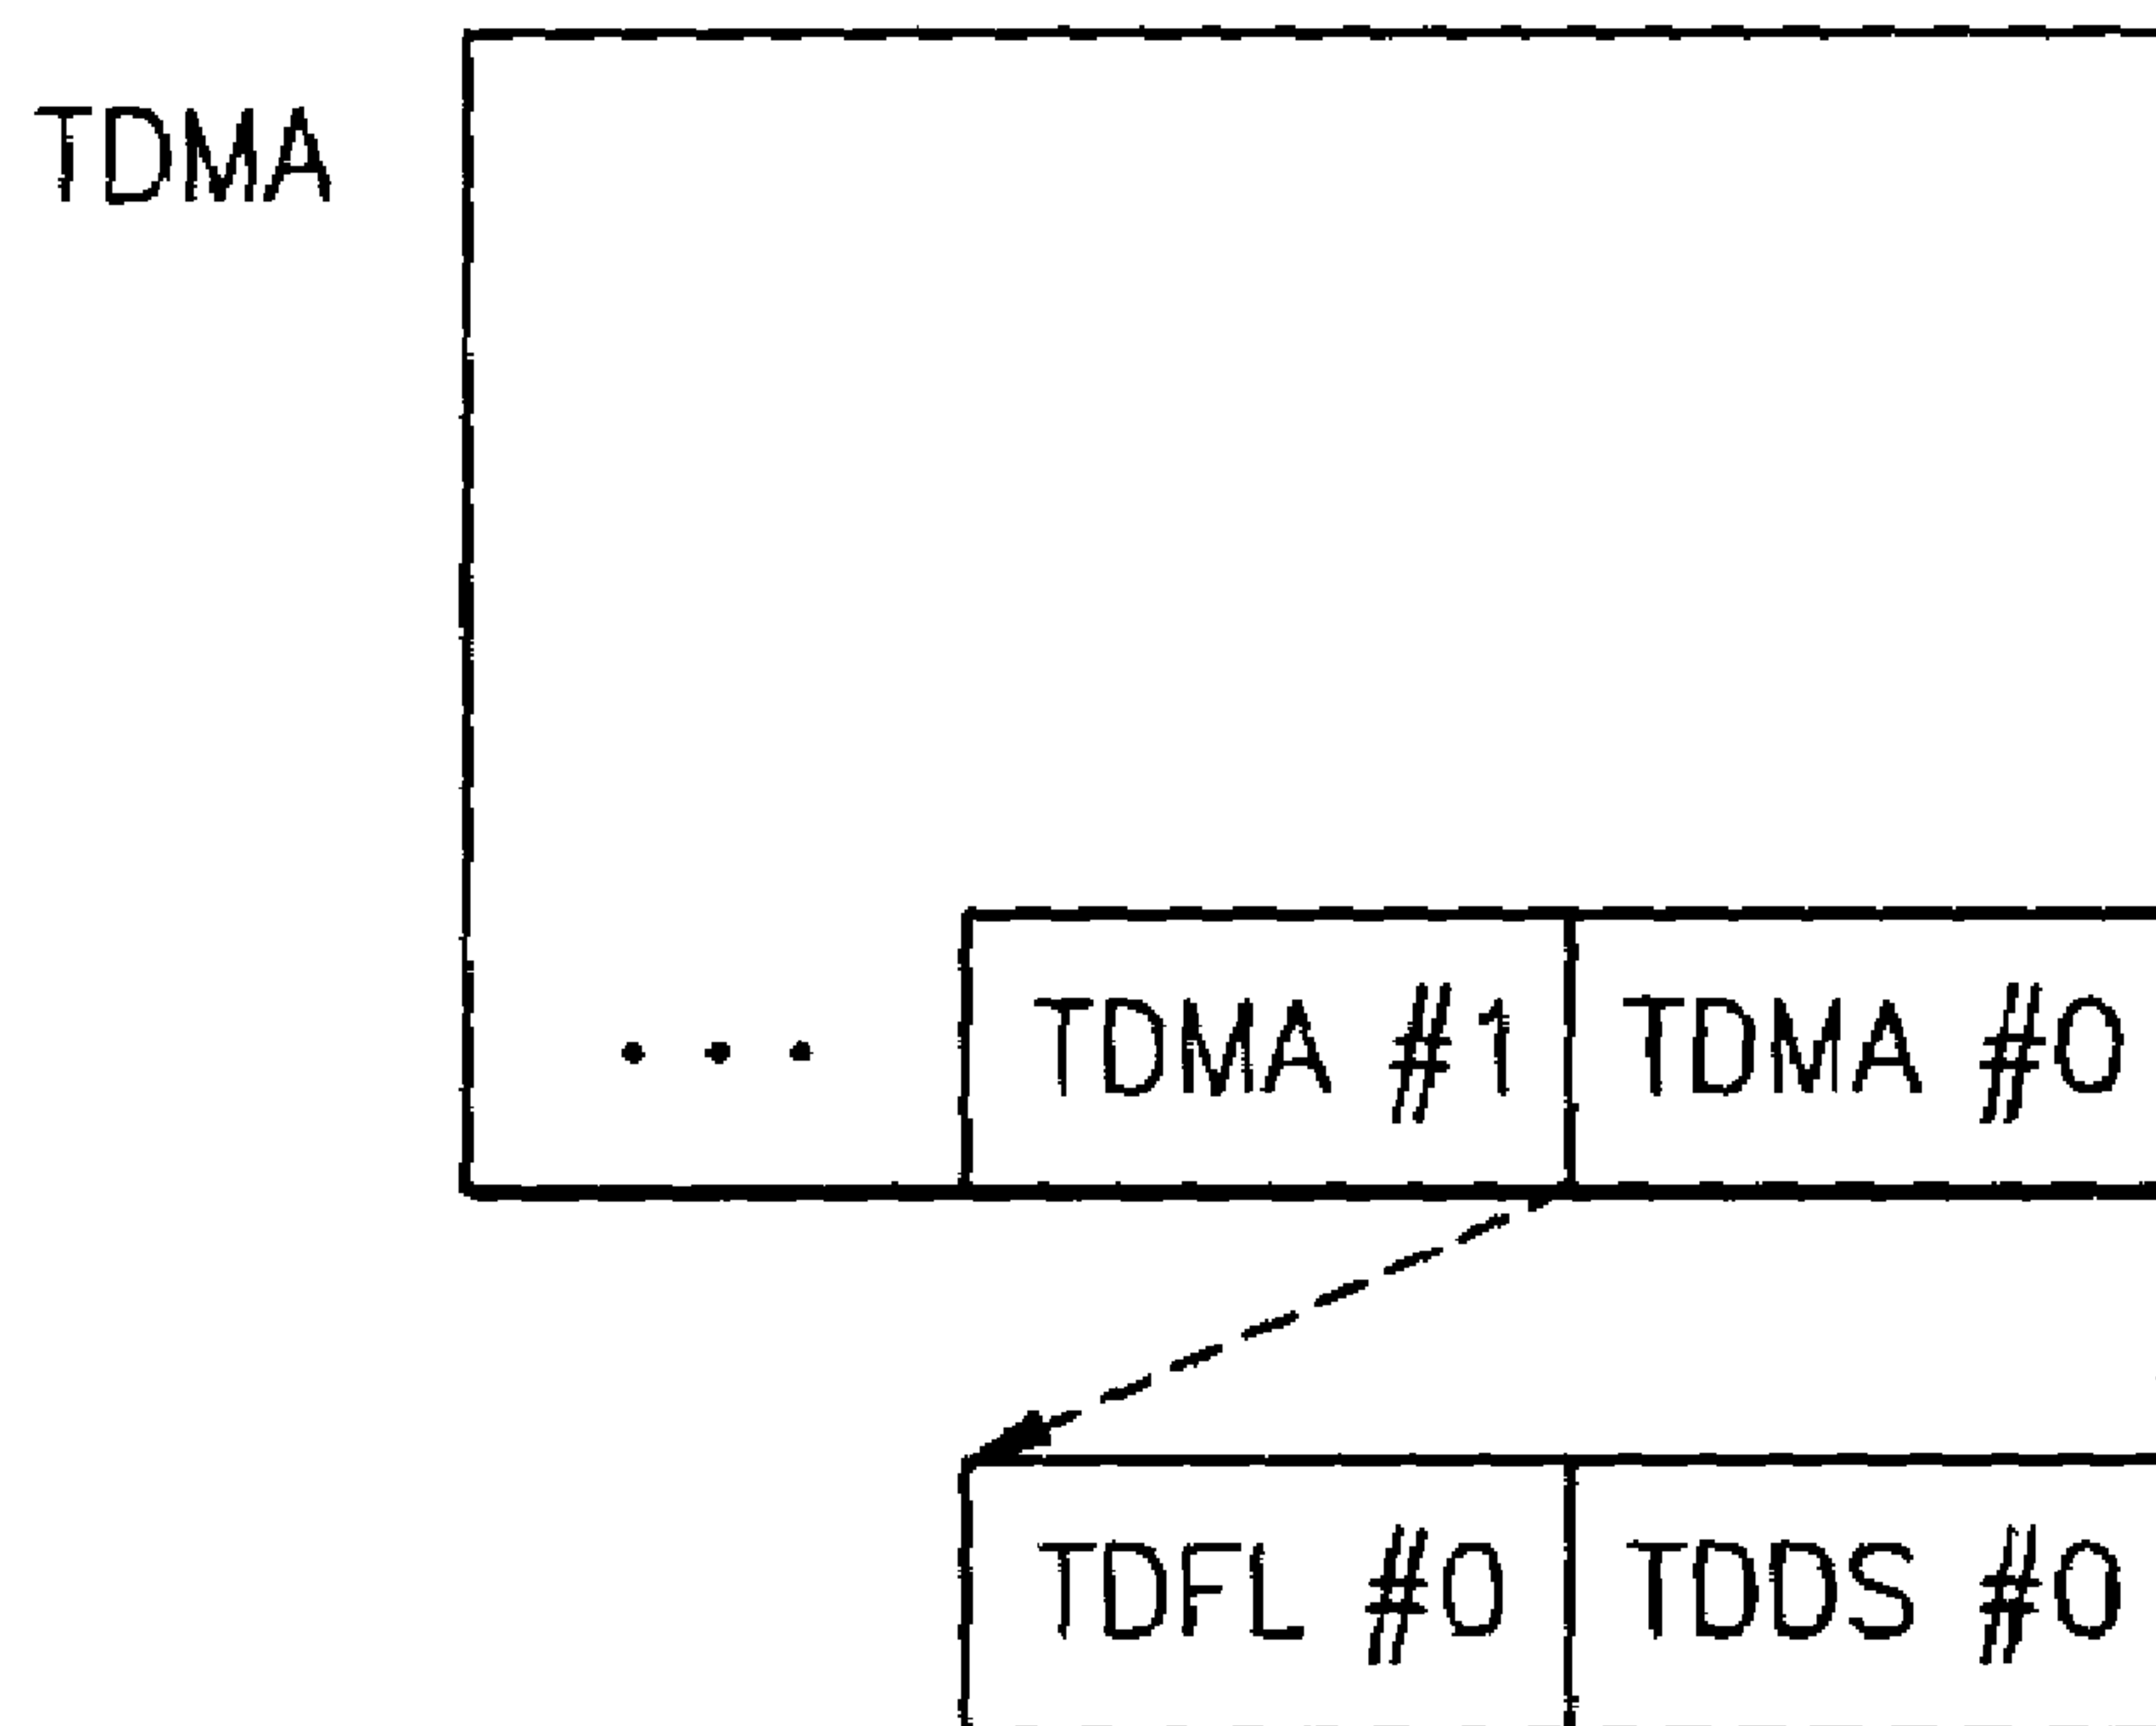 TDMA
• • • TDMA #1 TDMA #0
TDFL #0 TDDS #0